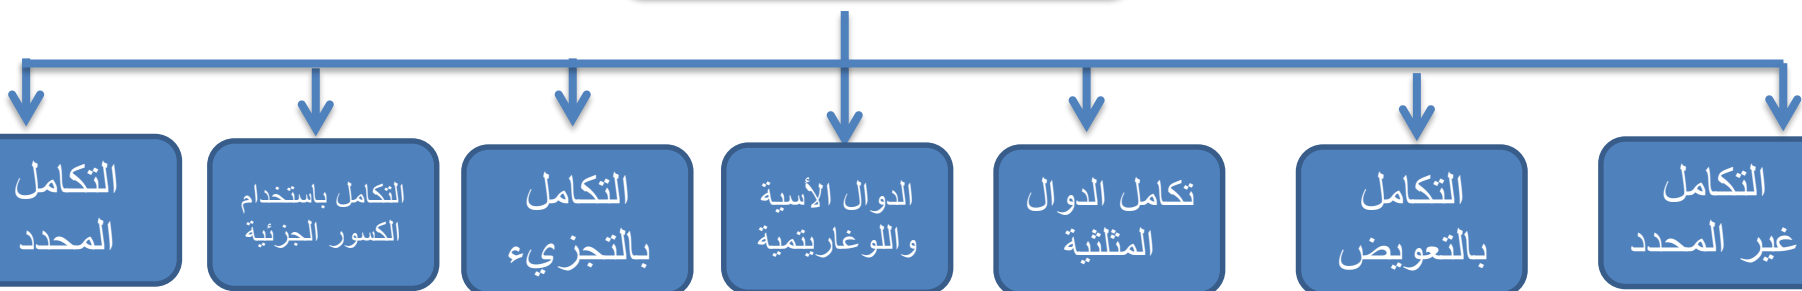 التكامل
غير المحدد
التكامل
بالتعويض
تكامل الدوال
المثلثية
الدوال الأسية
واللوغاريتمية
التكامل
بالتجزيء
التكامل باستخدام
الكسور الجزئية
التكامل
المحدد